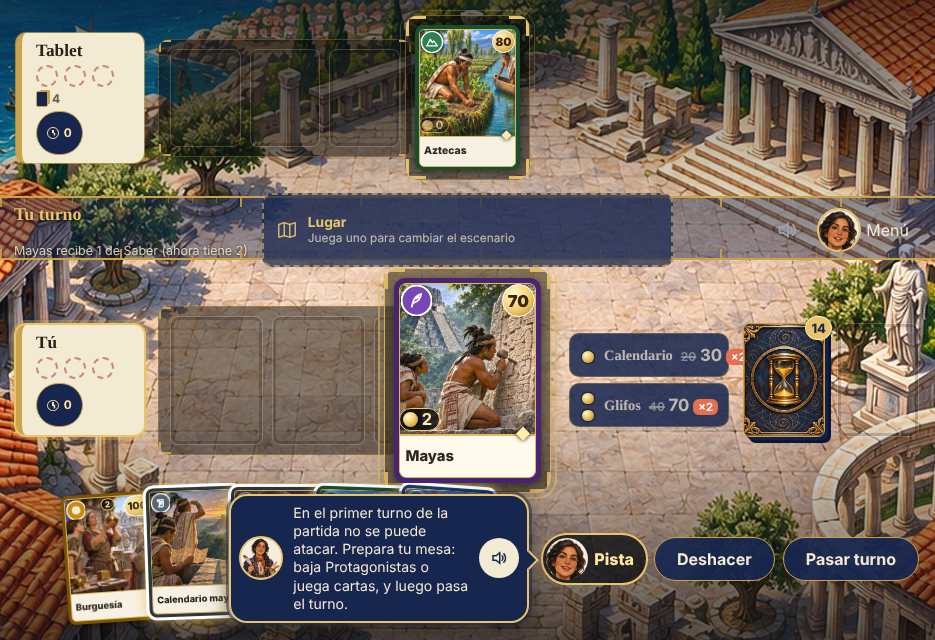 Tablet
4
0
80
0
Aztecas
Tu turno
Mayas recibe 1 de Saber (ahora tiene 2)
Lugar
Juega uno para cambiar el escenario
Menú
Tú
0
70
2
Mayas
Calendario 20 30
Glifos 40 70 ×2
14
2
Burguesía
Calendario
En el primer turno de la
partida no se puede
atacar. Prepara tu mesa:
baja Protagonistas o
juega cartas, y luego pasa
el turno.
Pista
Deshacer
Pasar turno